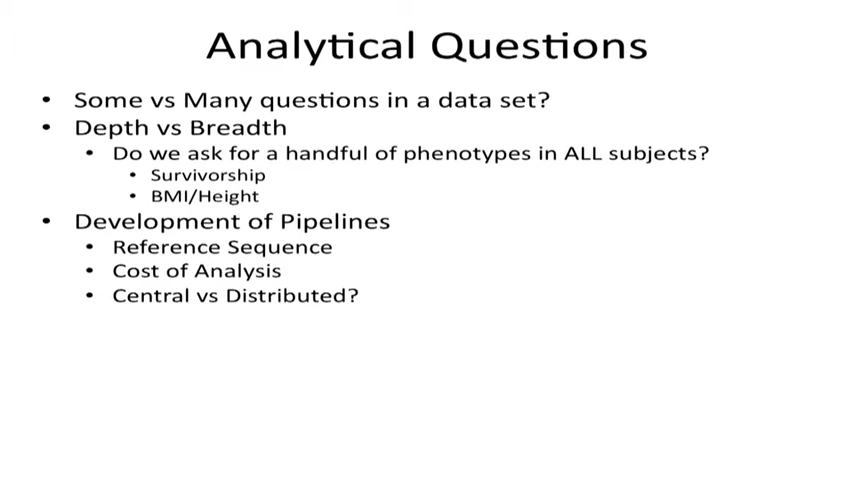 Analytical Questions
• Some vs Many questions in a data set?
• Depth vs Breadth
• Do we ask for a handful of phenotypes in ALL subjects?
• Survivorship
• BMI/Height
• Development of Pipelines
• Reference Sequence
• Cost of Analysis
• Central vs Distributed?